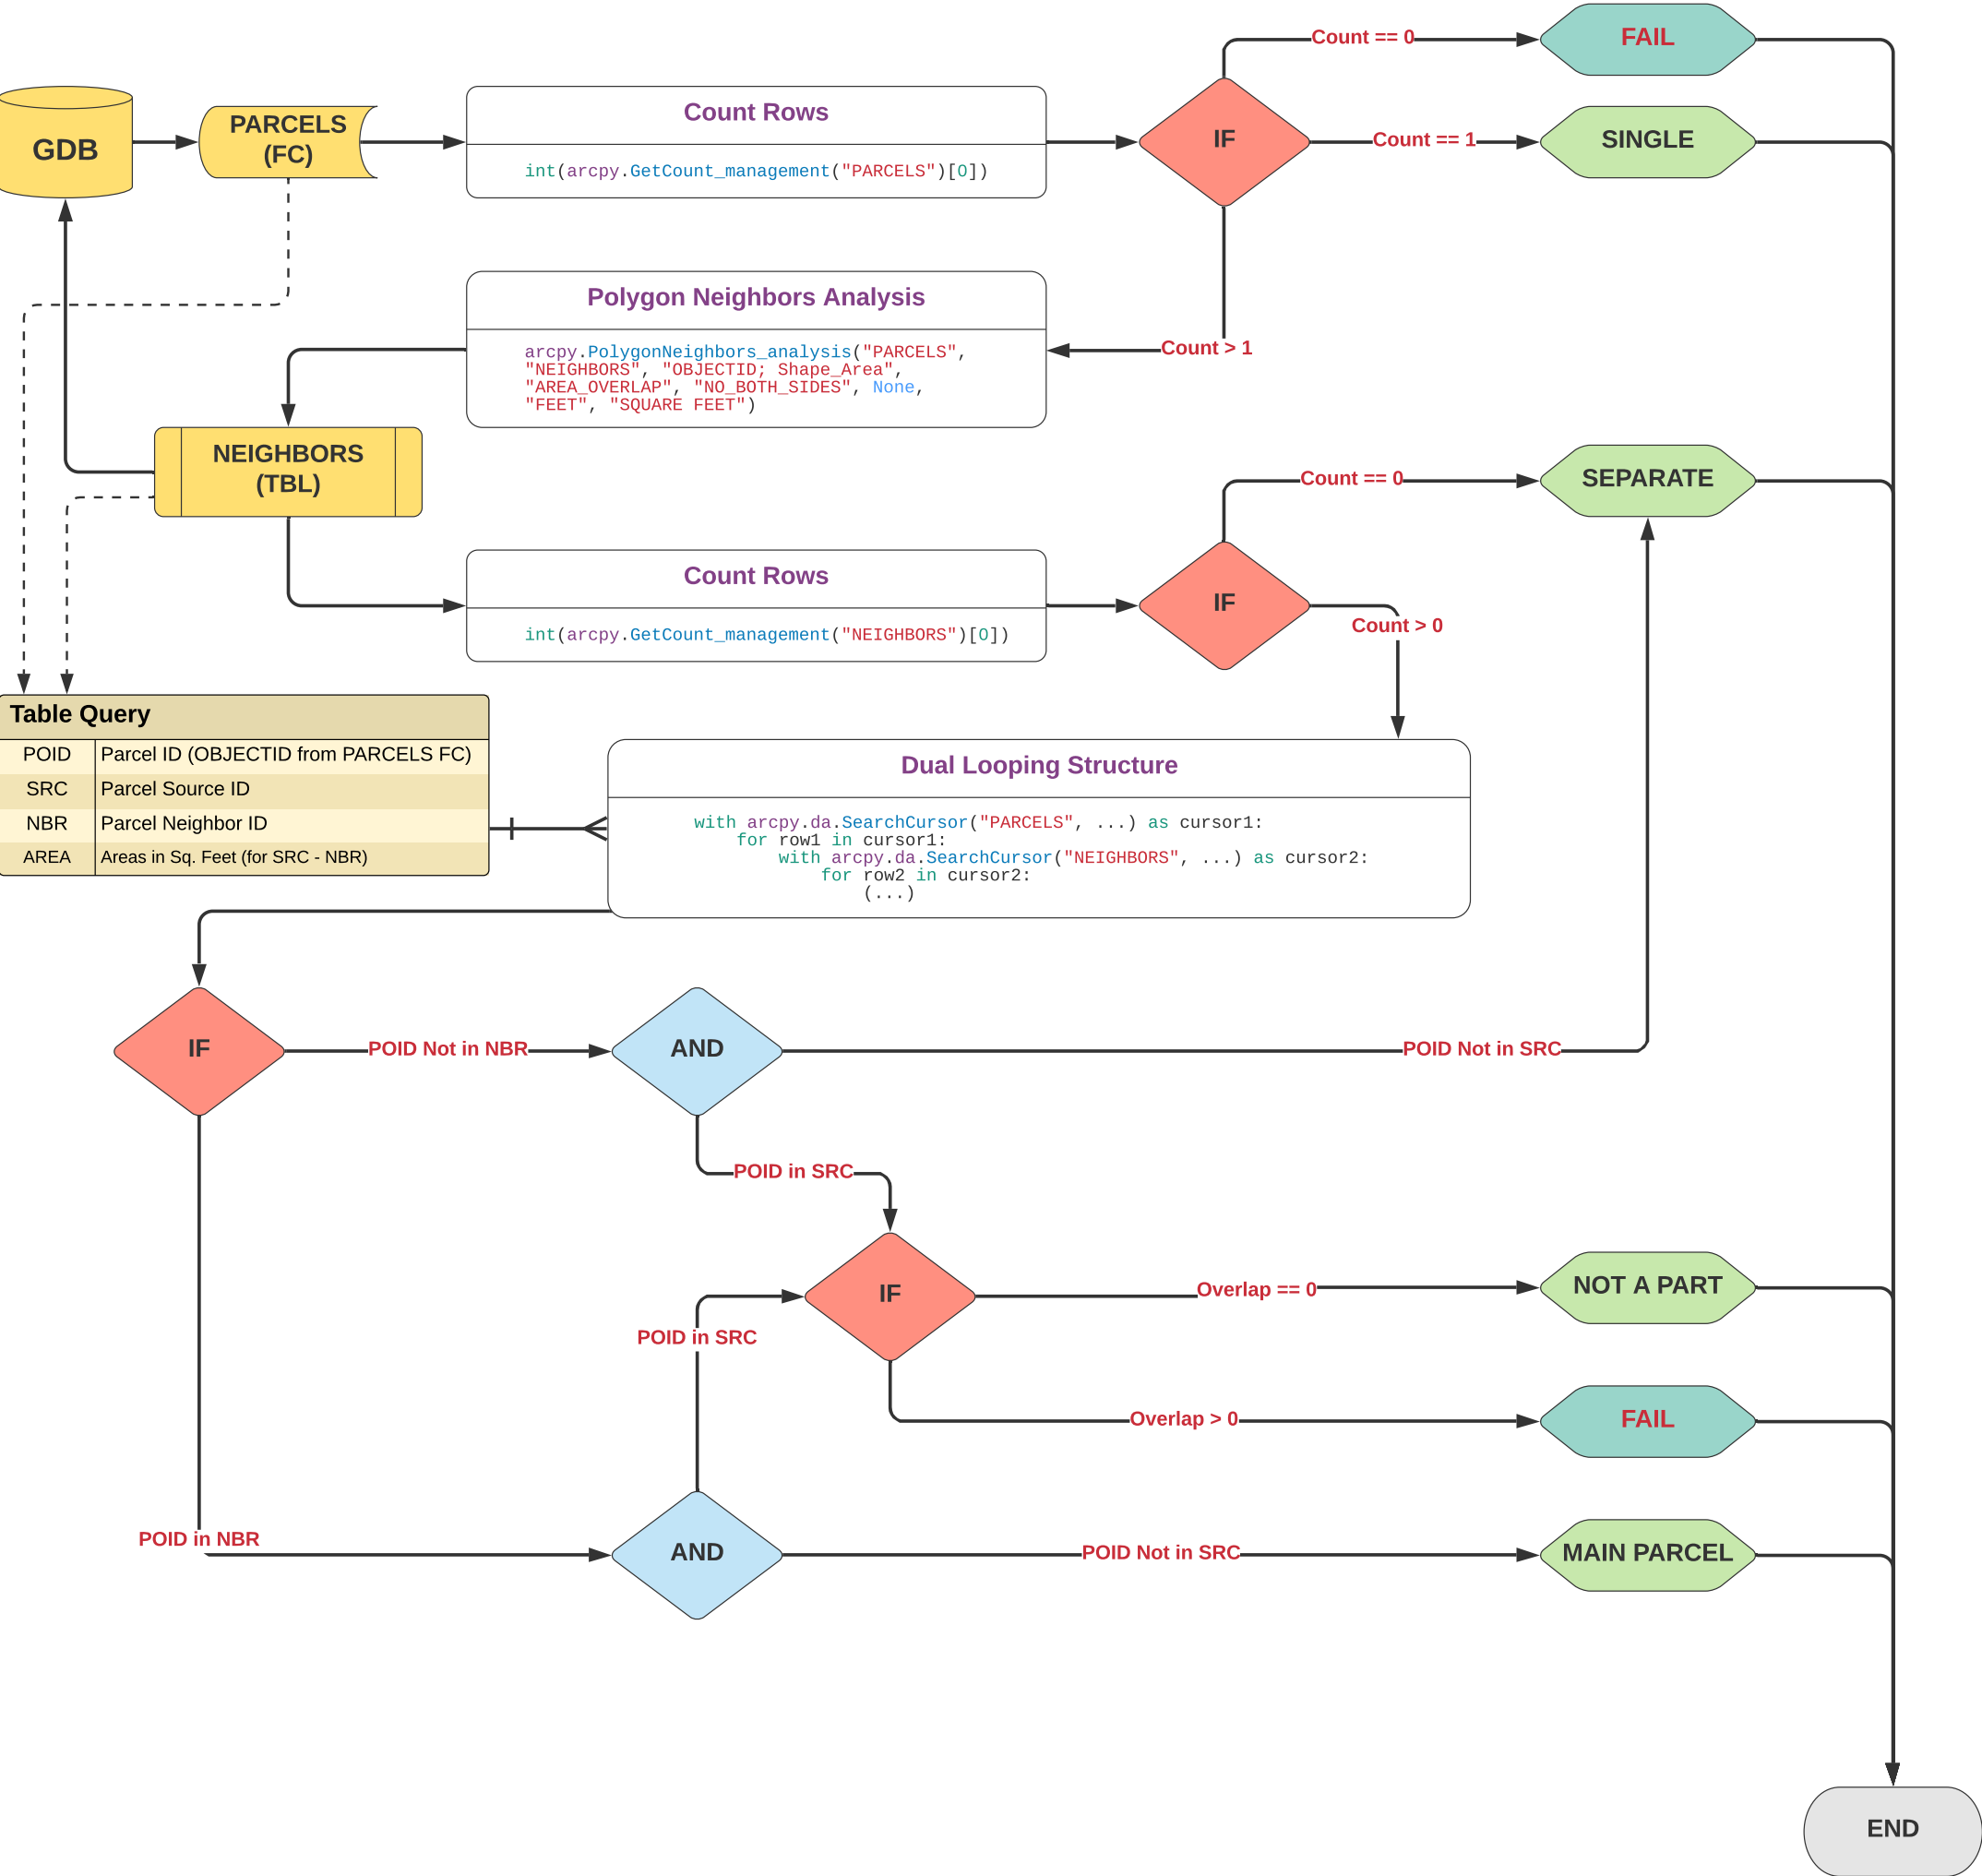 Count == 0
FAIL
GDB
PARCELS
(FC)
Count Rows
int(arcpy.GetCount_management("PARCELS")[0])
IF
Count == 1
SINGLE
Polygon Neighbors Analysis
arcpy.PolygonNeighbors_analysis("PARCELS",
"NEIGHBORS", "OBJECTID; Shape_Area",
"AREA_OVERLAP", "NO_BOTH_SIDES", None,
"FEET", "SQUARE FEET")
Count > 1
NEIGHBORS
(TBL)
Count == 0
SEPARATE
Count Rows
int(arcpy.GetCount_management("NEIGHBORS")[0])
IF
Count > 0
Table Query
POID Parcel ID (OBJECTID from PARCELS FC)
SRC Parcel Source ID
NBR Parcel Neighbor ID
AREA Areas in Sq. Feet (for SRC - NBR)
Dual Looping Structure
with arcpy.da.SearchCursor("PARCELS", ...) as cursor1:
for row1 in cursor1:
with arcpy.da.SearchCursor("NEIGHBORS", ...) as cursor2:
for row2 in cursor2:
(...)
IF
POID Not in NBR
AND
POID Not in SRC
POID in SRC
IF
Overlap == 0
NOT A PART
POID in SRC
Overlap > 0
FAIL
POID in NBR
AND
POID Not in SRC
MAIN PARCEL
END